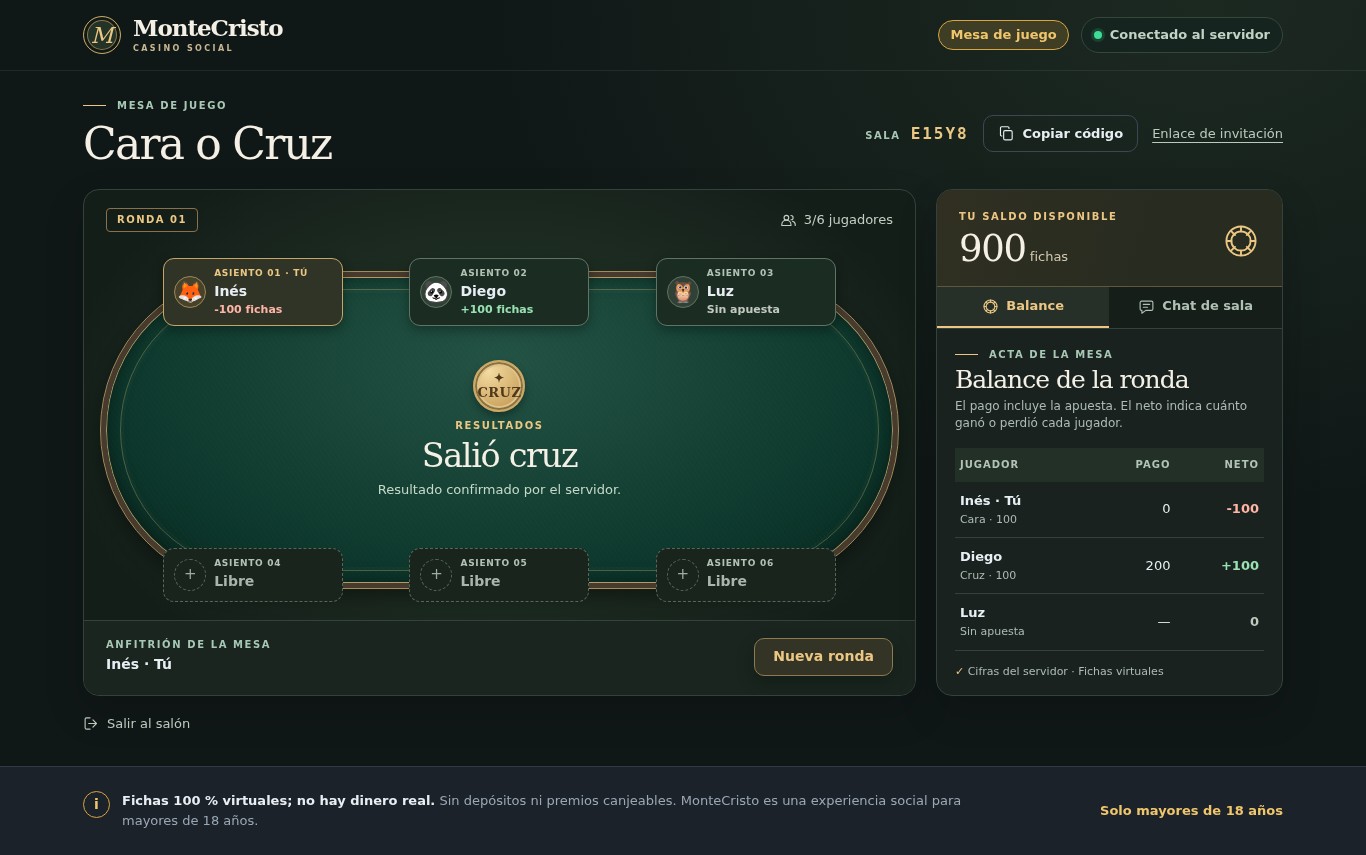 M
MonteCristo
CASINO SOCIAL
Mesa de juego
Conectado al servidor
MESA DE JUEGO
Cara o Cruz
SALA E15Y8
Copiar código
Enlace de invitación
RONDA 01
3/6 jugadores
ASIENTO 01 · TÚ
Inés
-100 fichas
ASIENTO 02
Diego
+100 fichas
ASIENTO 03
Luz
Sin apuesta
CRUZ
RESULTADOS
Salió cruz
Resultado confirmado por el servidor.
+
ASIENTO 04
Libre
+
ASIENTO 05
Libre
+
ASIENTO 06
Libre
ANFITRIÓN DE LA MESA
Inés · Tú
Nueva ronda
TU SALDO DISPONIBLE
900 fichas
Balance
Chat de sala
ACTA DE LA MESA
Balance de la ronda
El pago incluye la apuesta. El neto indica cuánto
ganó o perdió cada jugador.
JUGADOR PAGO NETO
Inés · Tú
Cara · 100
0 -100
Diego
Cruz · 100
200 +100
Luz
Sin apuesta
— 0
✓ Cifras del servidor · Fichas virtuales
Salir al salón
i
Fichas 100 % virtuales; no hay dinero real. Sin depósitos ni premios canjeables. MonteCristo es una experiencia social para
mayores de 18 años.
Solo mayores de 18 años